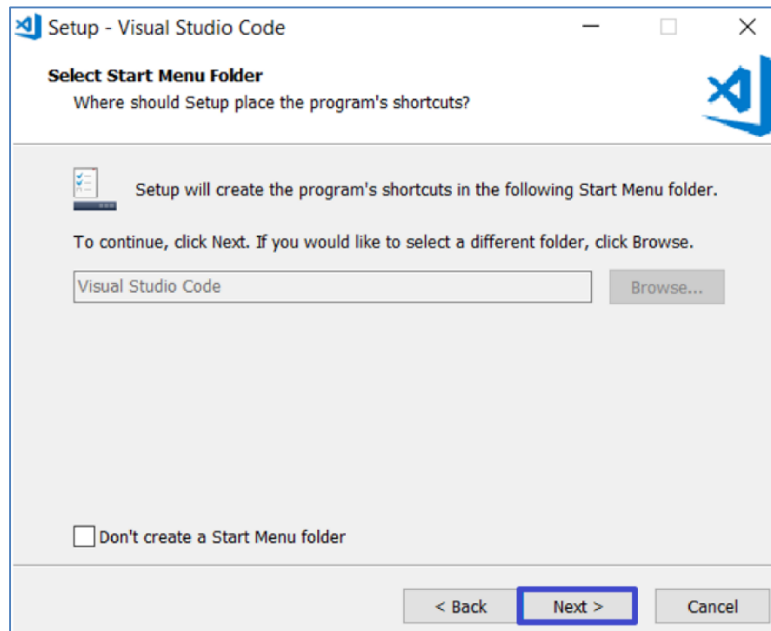 Setup - Visual Studio Code
Select Start Menu Folder
Where should Setup place the program's shortcuts?
Setup will create the program's shortcuts in the following Start Menu folder.
To continue, click Next. If you would like to select a different folder, click Browse.
Visual Studio Code
Browse...
Don't create a Start Menu folder
< Back
Next >
Cancel